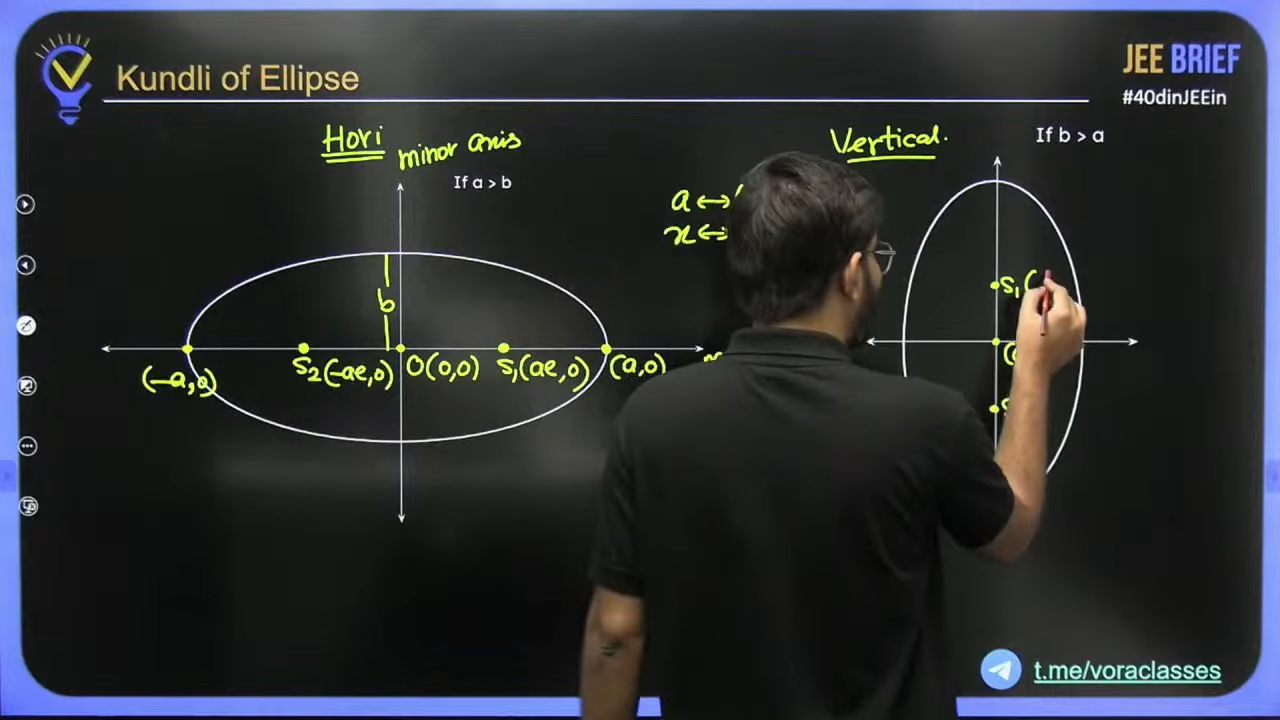 Kundli of Ellipse
JEE BRIEF
#40dinJEEin
Hori
minor axis
If a > b
Vertical.
If b > a
a ↔
x ↔
b
(-a, 0)
S₂(-ae, 0)
O(0,0)
S₁(ae, 0)
(a, 0)
S₁(
t.me/voraclasses